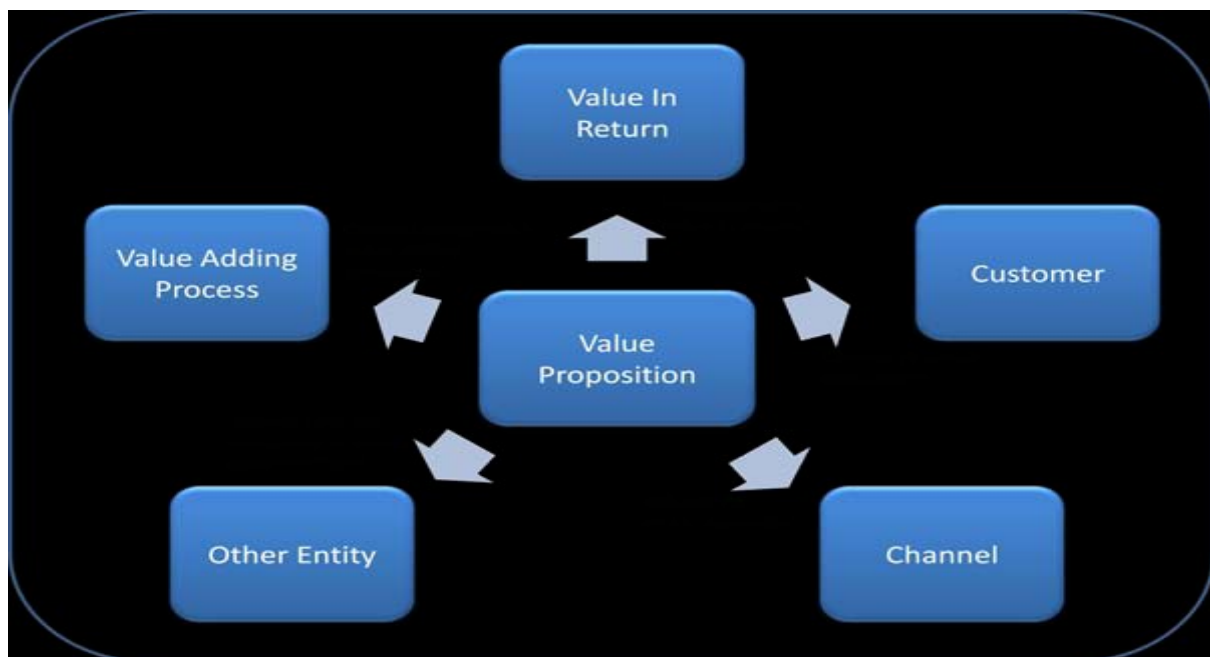 Value In
Return
Value Adding
Process
Customer
Value
Proposition
Other Entity
Channel